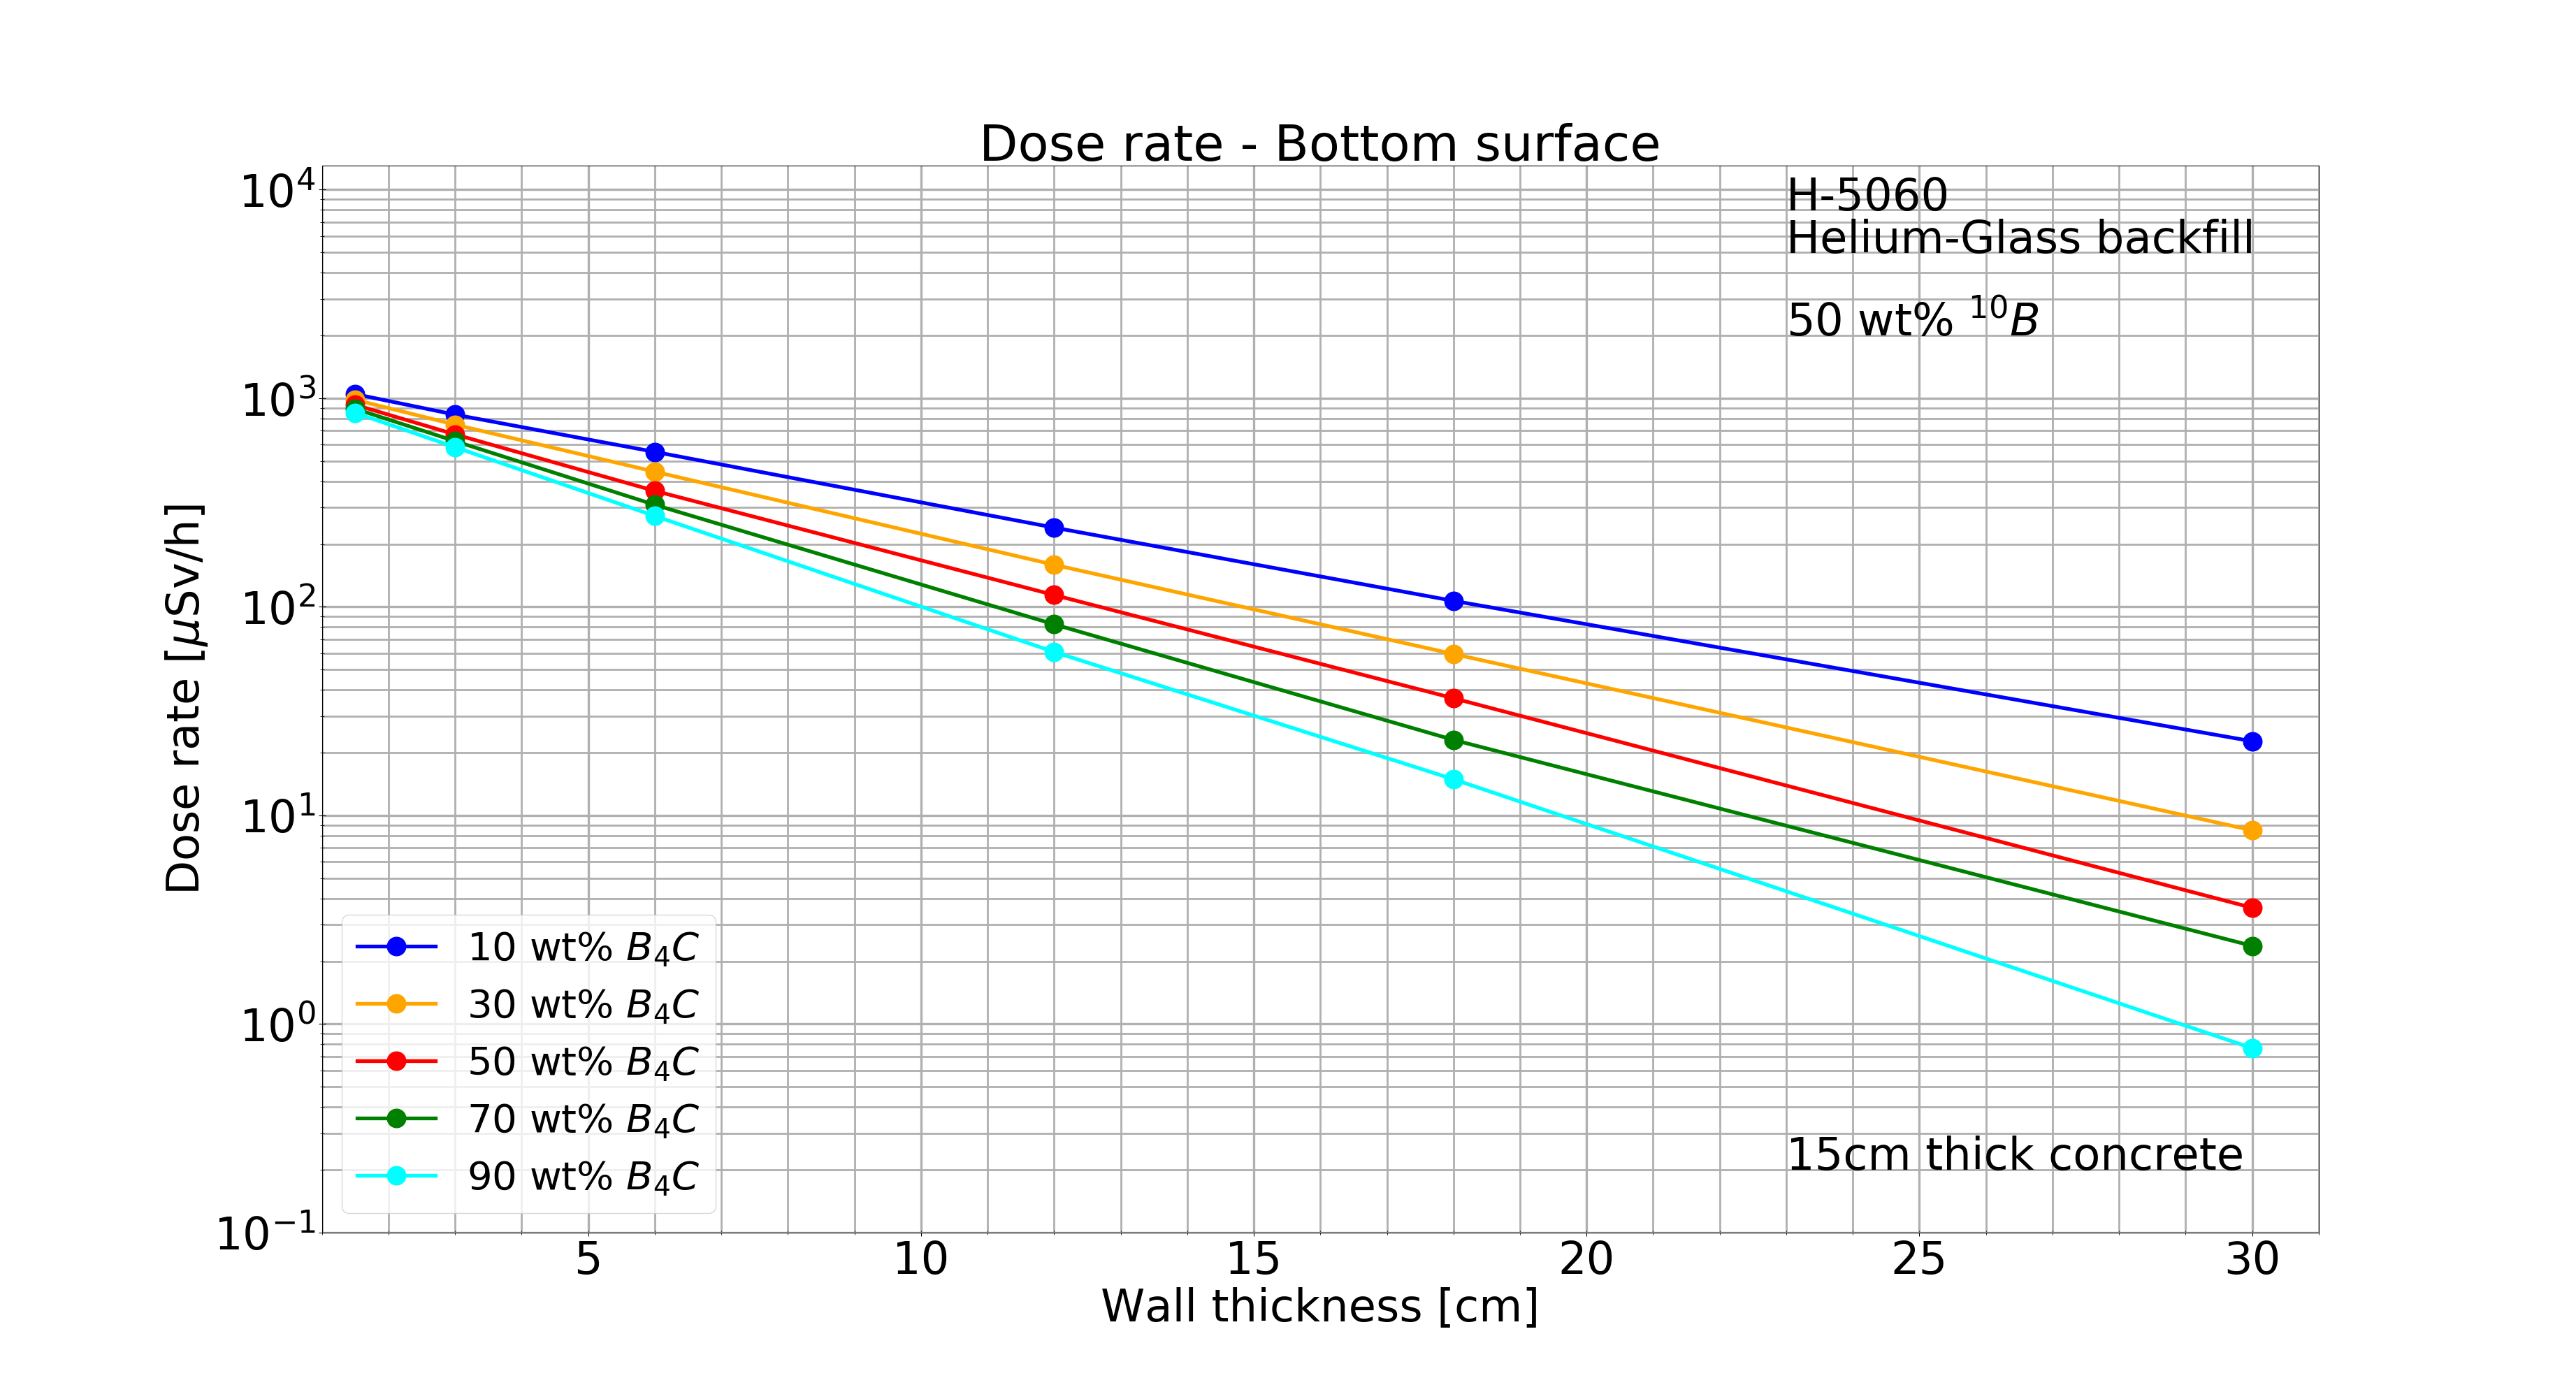 Dose rate - Bottom surface
H-5060
Helium-Glass backfill
50 wt% ¹⁰B
10⁴
10³
10²
10¹
10⁰
10⁻¹
Dose rate [μSv/h]
10 wt% B₄C
30 wt% B₄C
50 wt% B₄C
70 wt% B₄C
90 wt% B₄C
15cm thick concrete
5 10 15 20 25 30
Wall thickness [cm]